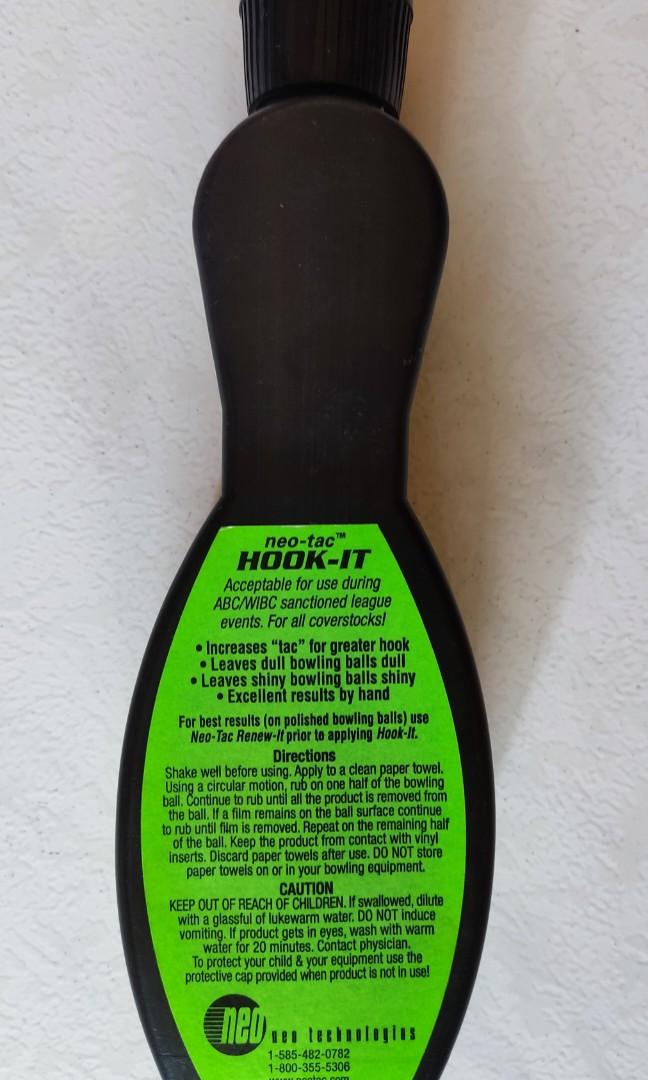 neo-tac™
HOOK-IT
Acceptable for use during
ABC/WIBC sanctioned league
events. For all coverstocks!
• Increases "tac" for greater hook
• Leaves dull bowling balls dull
• Leaves shiny bowling balls shiny
• Excellent results by hand
For best results (on polished bowling balls) use
Neo-Tac Renew-It prior to applying Hook-It.
Directions
Shake well before using. Apply to a clean paper towel.
Using a circular motion, rub on one half of the bowling
ball. Continue to rub until all the product is removed from
the ball. If a film remains on the ball surface continue
to rub until film is removed. Repeat on the remaining half
of the ball. Keep the product from contact with vinyl
inserts. Discard paper towels after use. DO NOT store
paper towels on or in your bowling equipment.
CAUTION
KEEP OUT OF REACH OF CHILDREN. If swallowed, dilute
with a glassful of lukewarm water. DO NOT induce
vomiting. If product gets in eyes, wash with warm
water for 20 minutes. Contact physician.
To protect your child & your equipment use the
protective cap provided when product is not in use!
neo neo technologies
1-585-482-0782
1-800-355-5306